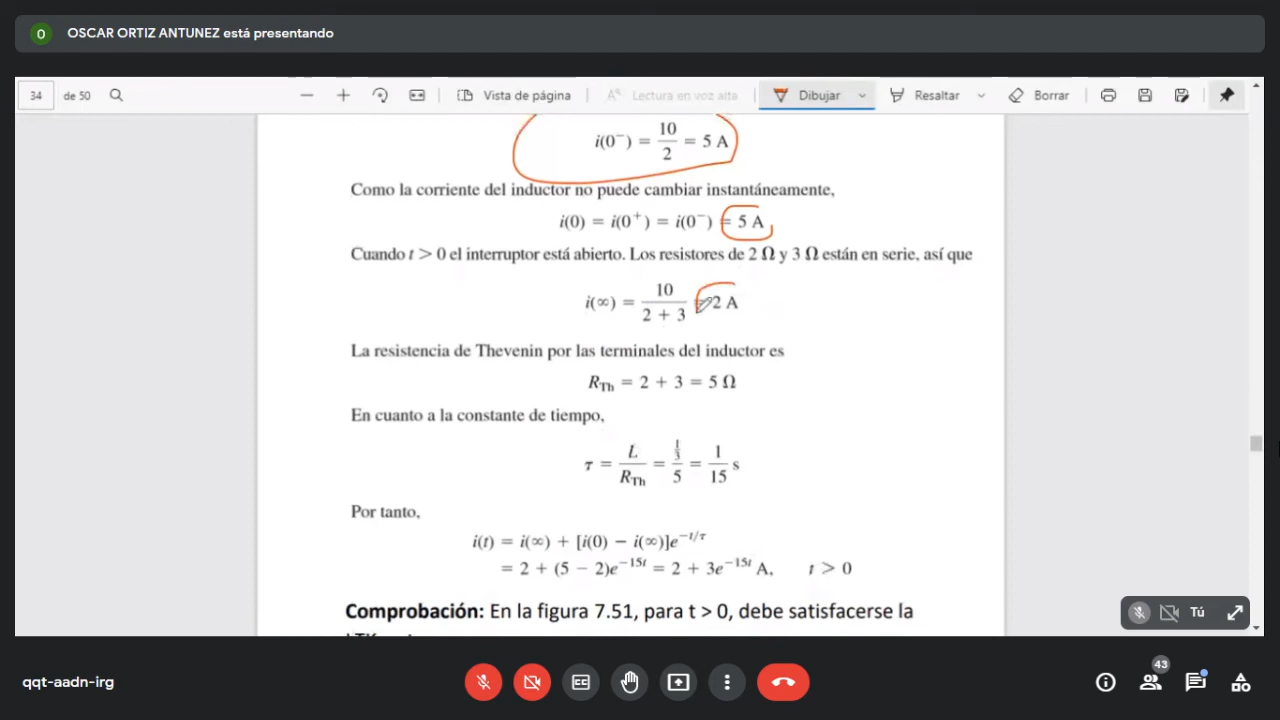 O OSCAR ORTIZ ANTUNEZ está presentando
34 de 50 Vista de página Lectura en voz alta Dibujar Resaltar Borrar
i(0⁻) = 10/2 = 5 A
Como la corriente del inductor no puede cambiar instantáneamente,
i(0) = i(0⁺) = i(0⁻) = 5 A
Cuando t > 0 el interruptor está abierto. Los resistores de 2 Ω y 3 Ω están en serie, así que
i(∞) = 10/(2 + 3) = 2 A
La resistencia de Thevenin por las terminales del inductor es
R_Th = 2 + 3 = 5 Ω
En cuanto a la constante de tiempo,
τ = L/R_Th = (1/3)/5 = 1/15 s
Por tanto,
i(t) = i(∞) + [i(0) − i(∞)]e^(−t/τ)
= 2 + (5 − 2)e^(−15t) = 2 + 3e^(−15t) A, t > 0
Comprobación: En la figura 7.51, para t > 0, debe satisfacerse la
Tú
qqt-aadn-irg
43